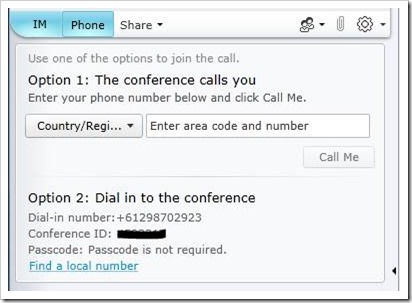 IM Phone Share
Use one of the options to join the call.
Option 1: The conference calls you
Enter your phone number below and click Call Me.
Country/Regi... Enter area code and number
Call Me
Option 2: Dial in to the conference
Dial-in number:+61298702923
Conference ID:
Passcode: Passcode is not required.
Find a local number